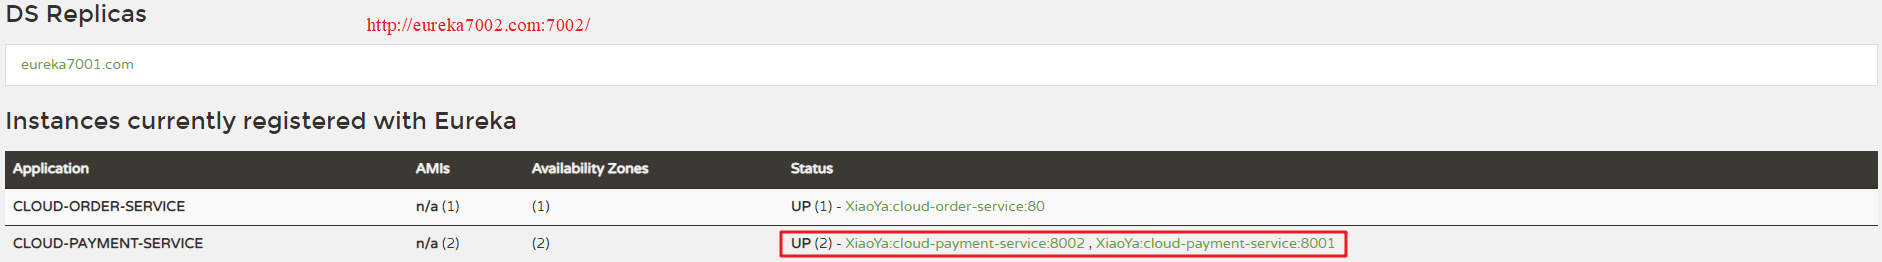 DS Replicas
http://eureka7002.com:7002/
eureka7001.com
Instances currently registered with Eureka
Application AMIs Availability Zones Status
CLOUD-ORDER-SERVICE n/a (1) (1) UP (1) - XiaoYa:cloud-order-service:80
CLOUD-PAYMENT-SERVICE n/a (2) (2) UP (2) - XiaoYa:cloud-payment-service:8002 , XiaoYa:cloud-payment-service:8001